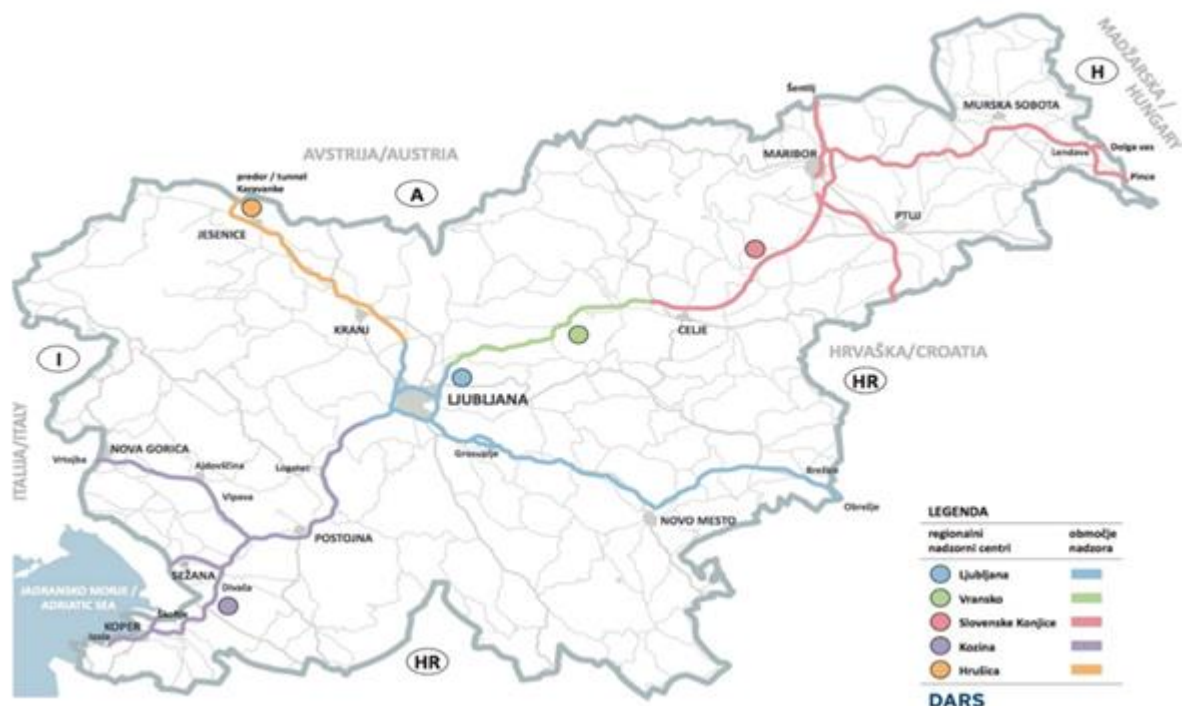 MADŽARSKA /
HUNGARY
H
Šentilj
MURSKA SOBOTA
MARIBOR
Lendava
Dolga vas
Pince
AVSTRIJA/AUSTRIA
predor / tunnel
Karavanke
A
JESENICE
PTUJ
KRANJ
CELJE
HRVAŠKA/CROATIA
I
HR
LJUBLJANA
ITALIJA/ITALY
NOVA GORICA
Vrtojba
Ajdovščina
Logatec
Grosuplje
Vipava
Brežice
Obrežje
NOVO MESTO
POSTOJNA
SEŽANA
Divača
JADRANSKO MORJE /
ADRIATIC SEA
Škofije
KOPER
Izola
HR
LEGENDA
regionalni nadzorni centri
območje nadzora
Ljubljana
Vransko
Slovenske Konjice
Kozina
Hrušica
DARS